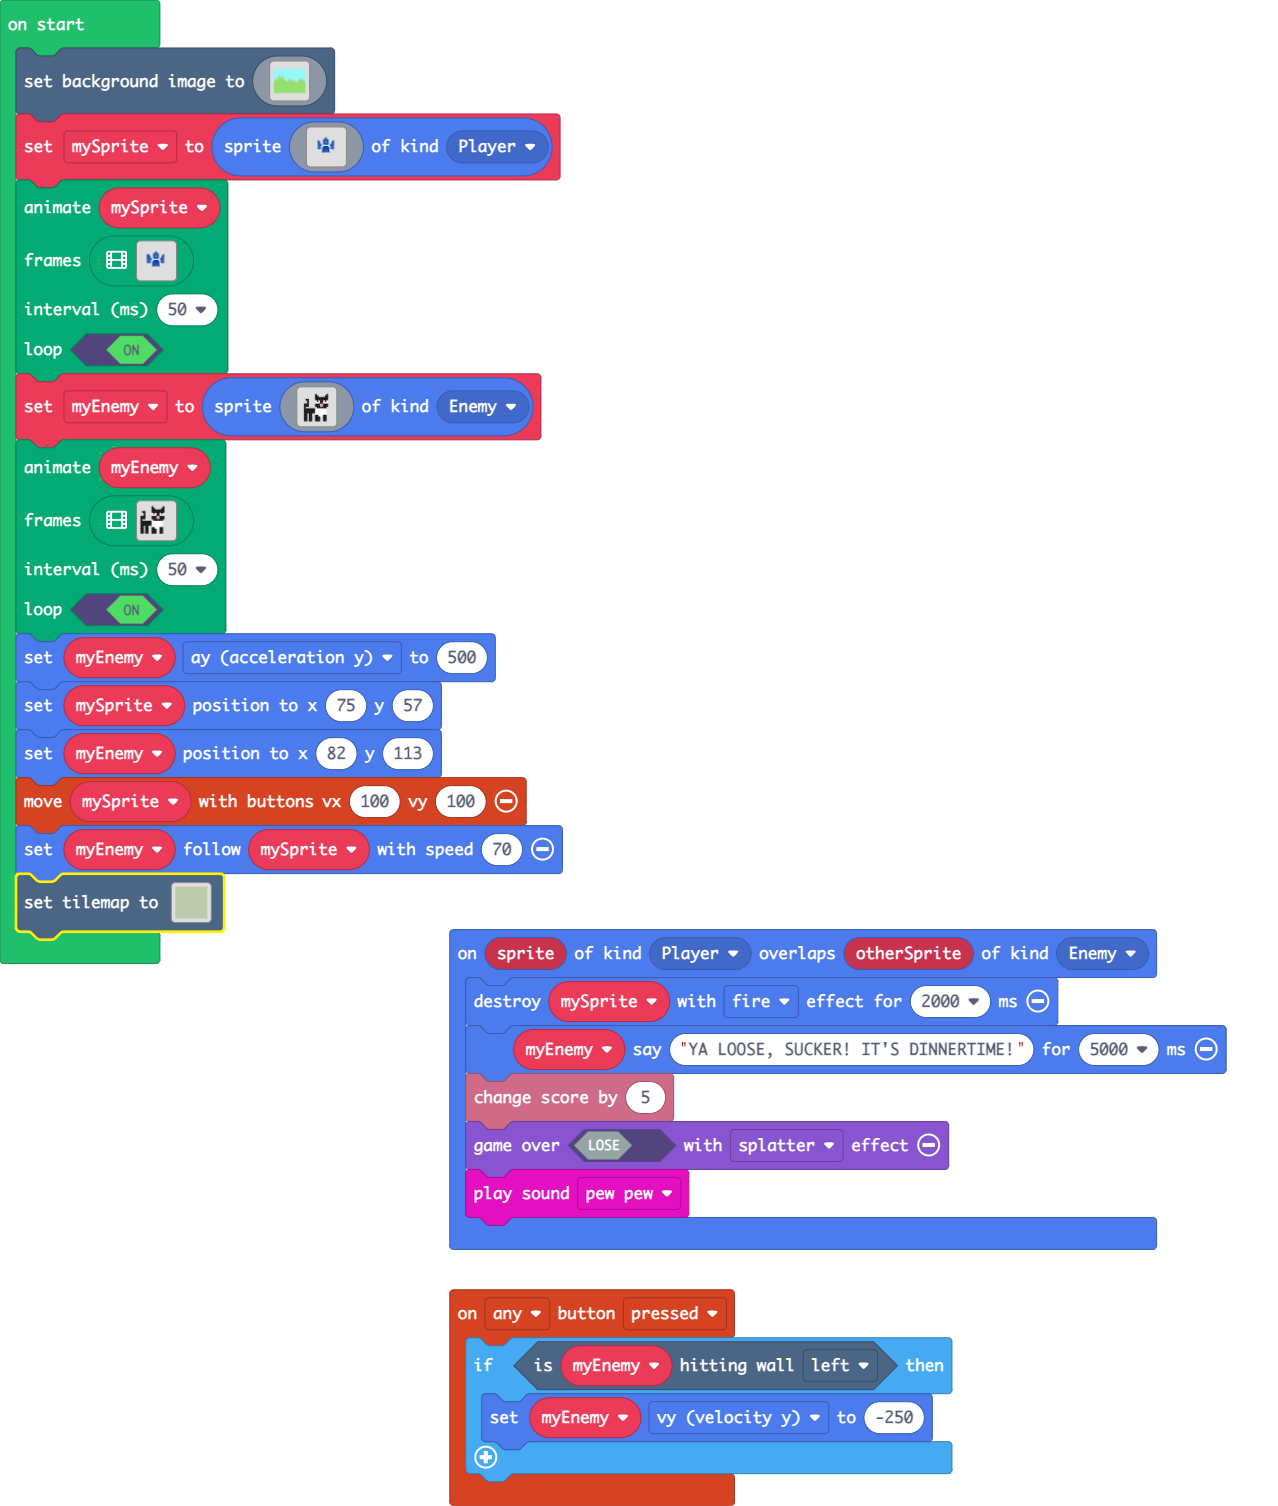 on start
set background image to
set mySprite to sprite of kind Player
animate mySprite
frames
interval (ms) 50
loop ON
set myEnemy to sprite of kind Enemy
animate myEnemy
frames
interval (ms) 50
loop ON
set myEnemy ay (acceleration y) to 500
set mySprite position to x 75 y 57
set myEnemy position to x 82 y 113
move mySprite with buttons vx 100 vy 100
set myEnemy follow mySprite with speed 70
set tilemap to
on sprite of kind Player overlaps otherSprite of kind Enemy
destroy mySprite with fire effect for 2000 ms
myEnemy say "YA LOOSE, SUCKER! IT'S DINNERTIME!" for 5000 ms
change score by 5
game over LOSE with splatter effect
play sound pew pew
on any button pressed
if is myEnemy hitting wall left then
set myEnemy vy (velocity y) to -250